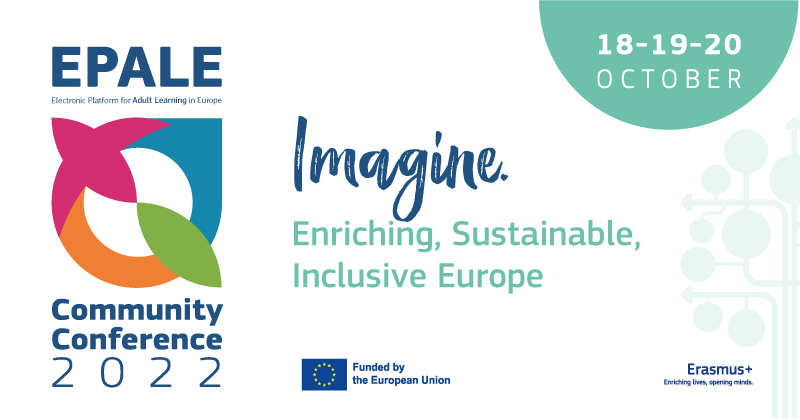 EPALE
Electronic Platform for Adult Learning in Europe
Community
Conference
2022
18-19-20
OCTOBER
Imagine.
Enriching, Sustainable,
Inclusive Europe
Funded by
the European Union
Erasmus+
Enriching lives, opening minds.